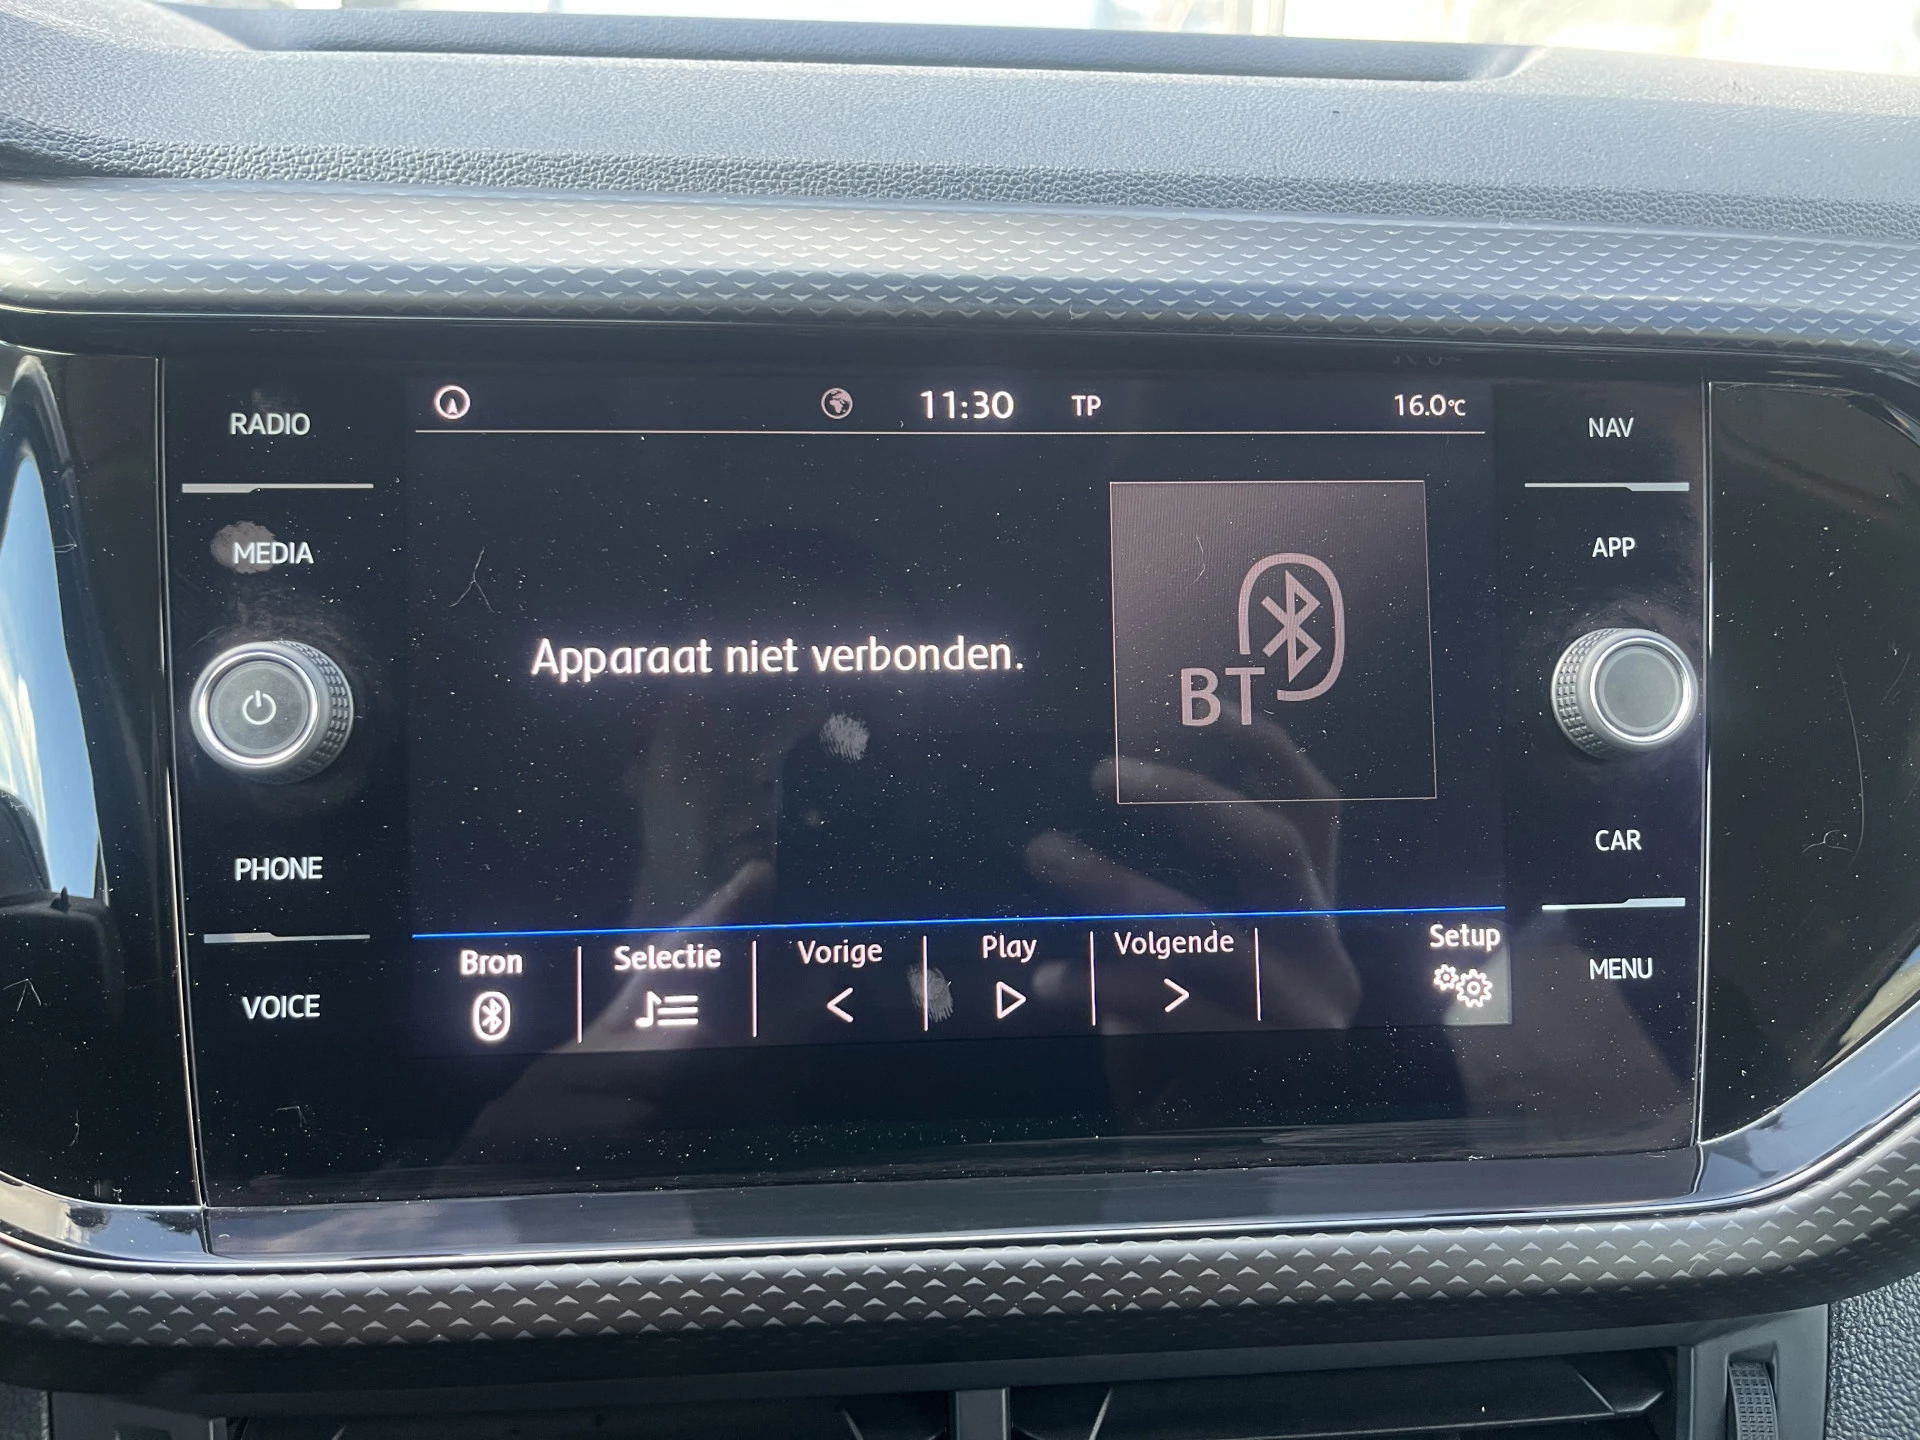 RADIO
MEDIA
PHONE
VOICE
11:30 TP 16.0°C
Apparaat niet verbonden.
BT
Bron Selectie Vorige Play Volgende Setup
NAV
APP
CAR
MENU